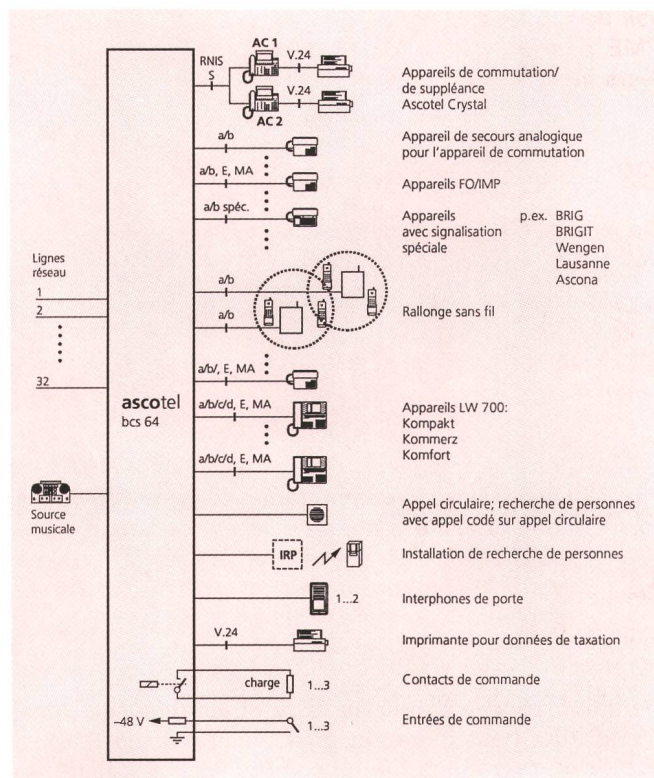 AC 1
RNIS
V.24
S
V.24
AC 2
Appareils de commutation/
de suppléance
Ascotel Crystal
a/b
Appareil de secours analogique
pour l'appareil de commutation
a/b, E, MA
Appareils FO/IMP
a/b spéc.
Appareils
avec signalisation
spéciale
p.ex. BRIG
BRIGIT
Wengen
Lausanne
Ascona
Lignes
réseau
1
2
32
a/b
a/b
Rallonge sans fil
a/b/, E, MA
ascotel
bcs 64
a/b/c/d, E, MA
a/b/c/d, E, MA
Appareils LW 700:
Kompakt
Kommerz
Komfort
Source
musicale
Appel circulaire; recherche de personnes
avec appel codé sur appel circulaire
IRP
Installation de recherche de personnes
1...2
Interphones de porte
V.24
Imprimante pour données de taxation
charge
1...3
Contacts de commande
–48 V
1...3
Entrées de commande